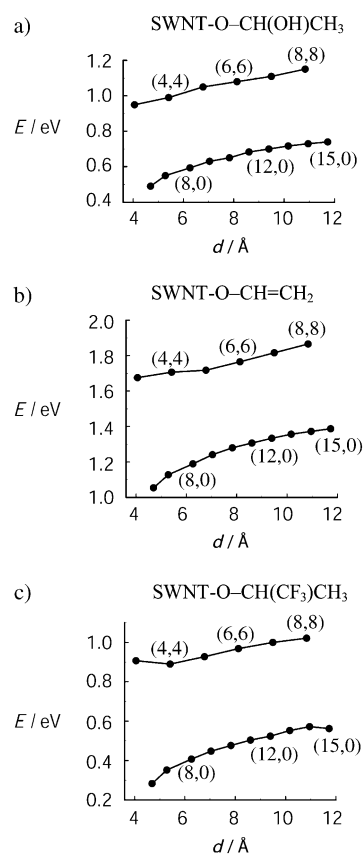 a) SWNT-O–CH(OH)CH₃
1.2
(8,8)
(6,6)
(4,4)
1.0
E / eV
0.8
0.6
(15,0)
(12,0)
(8,0)
0.4
4 6 8 10 12
d / Å
b) SWNT-O–CH=CH₂
2.0
(8,8)
(6,6)
(4,4)
1.8
1.6
E / eV
1.4
(15,0)
(12,0)
1.2
(8,0)
1.0
4 6 8 10 12
d / Å
c) SWNT-O–CH(CF₃)CH₃
(8,8)
(6,6)
(4,4)
1.0
0.8
E / eV
0.6
(15,0)
(12,0)
0.4
(8,0)
0.2
4 6 8 10 12
d / Å